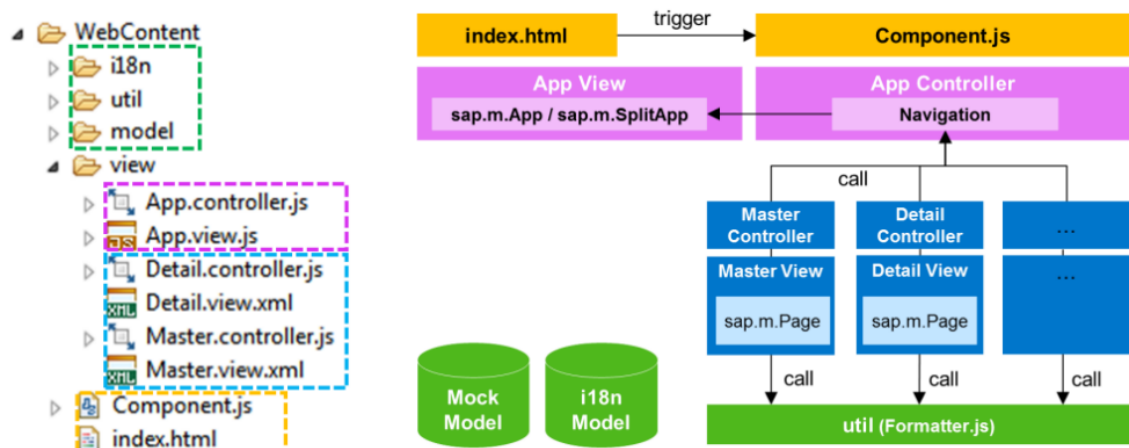 WebContent
i18n
util
model
view
App.controller.js
App.view.js
Detail.controller.js
Detail.view.xml
Master.controller.js
Master.view.xml
Component.js
index.html
index.html
trigger
Component.js
App View
sap.m.App / sap.m.SplitApp
App Controller
Navigation
call
Master
Controller
Detail
Controller
...
Master View
sap.m.Page
Detail View
sap.m.Page
...
call
call
call
Mock
Model
i18n
Model
util (Formatter.js)